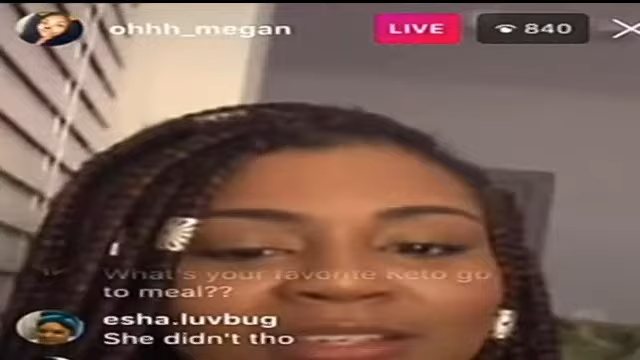 ohhh_megan
LIVE
840
What's your favorite Keto go
to meal??
esha.luvbug
She didn't tho